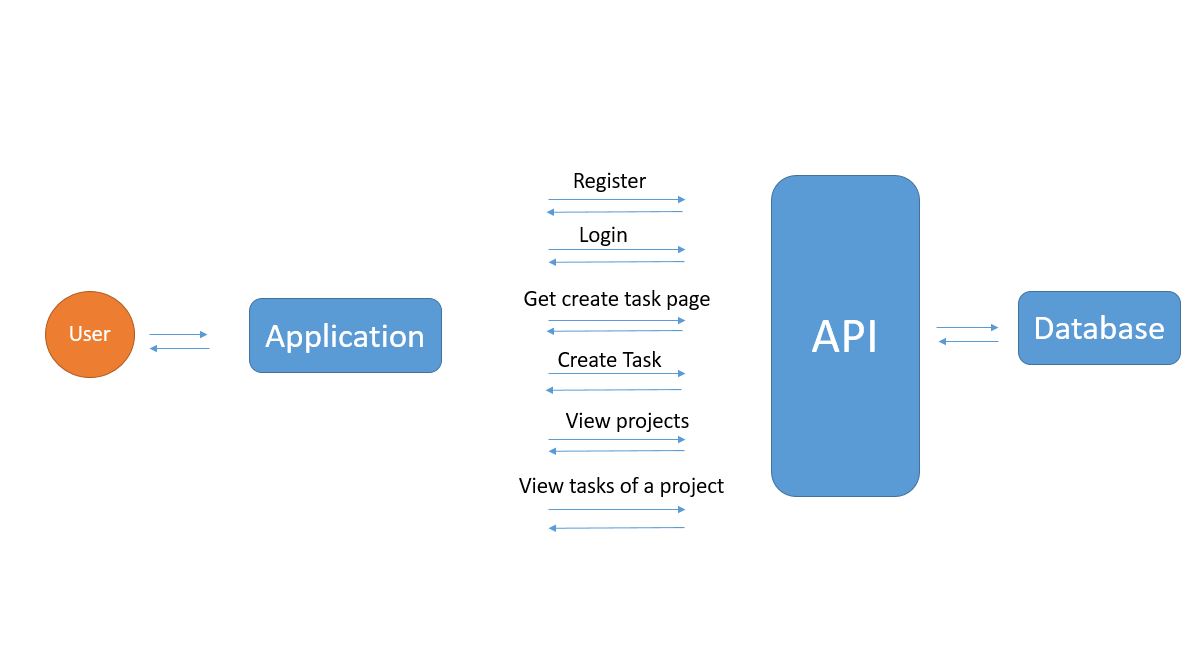 Register
Login
Get create task page
User
Application
API
Database
Create Task
View projects
View tasks of a project